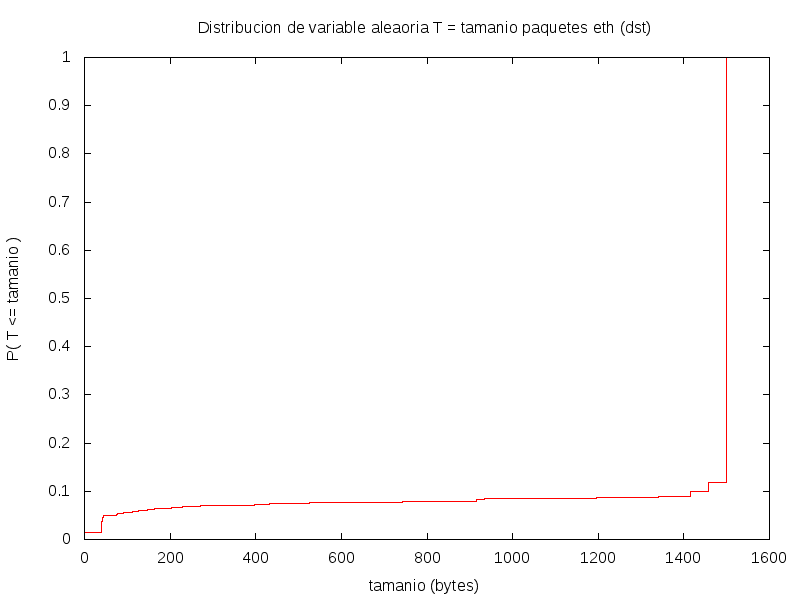 Distribucion de variable aleaoria T = tamanio paquetes eth (dst)
1
0.9
0.8
0.7
0.6
0.5
0.4
0.3
0.2
0.1
0
P( T <= tamanio )
0 200 400 600 800 1000 1200 1400 1600
tamanio (bytes)